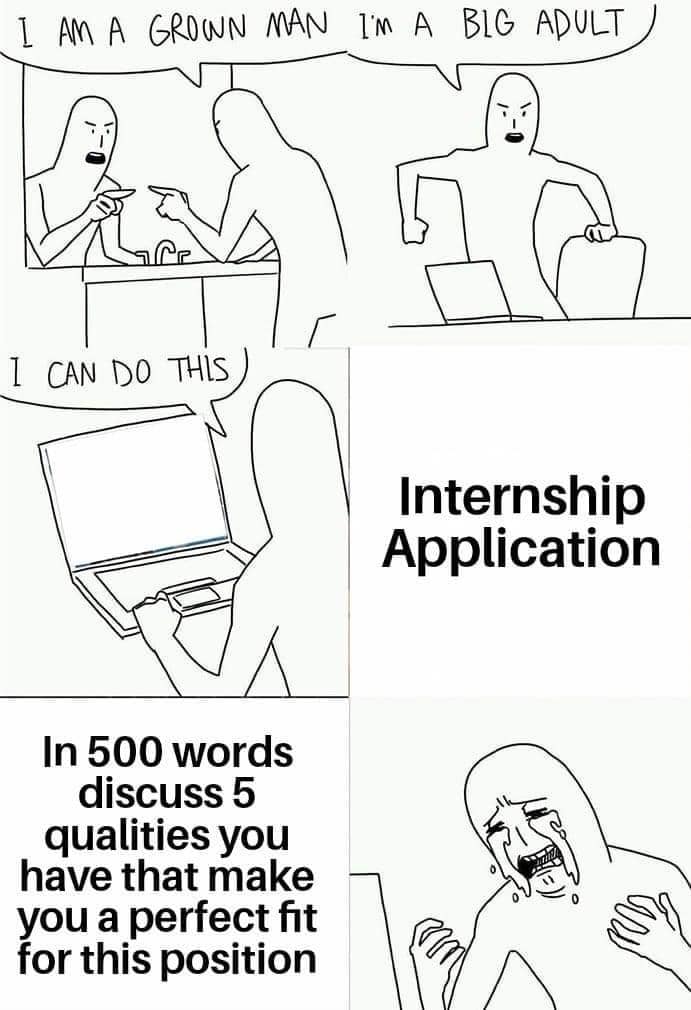 I AM A GROWN MAN
I'M A BIG ADULT
I CAN DO THIS
Internship
Application
In 500 words
discuss 5
qualities you
have that make
you a perfect fit
for this position